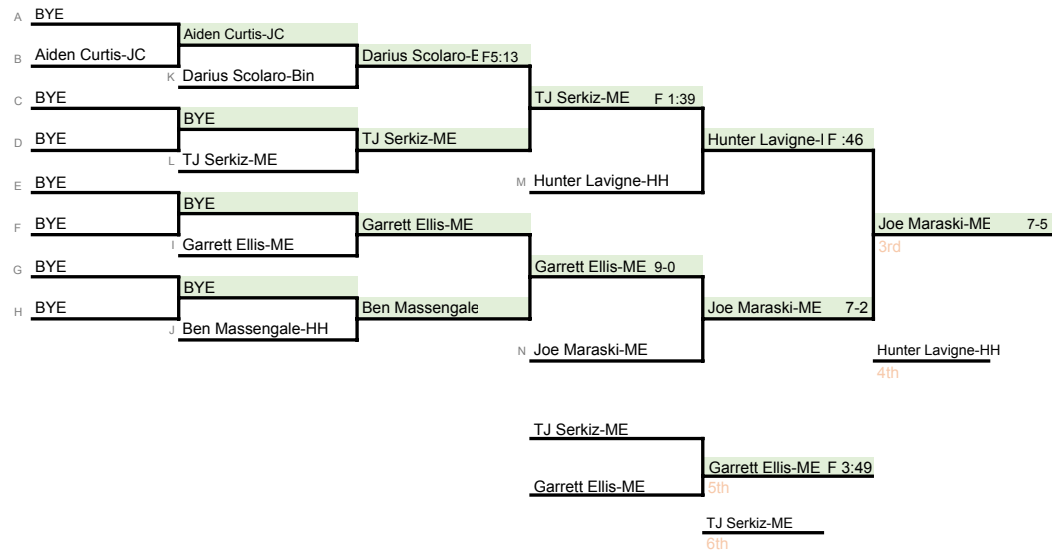 A BYE
Aiden Curtis-JC
B Aiden Curtis-JC
Darius Scolaro-E F5:13
K Darius Scolaro-Bin
C BYE
TJ Serkiz-ME F 1:39
BYE
D BYE
TJ Serkiz-ME
Hunter Lavigne-I F :46
L TJ Serkiz-ME
M Hunter Lavigne-HH
E BYE
BYE
F BYE
Garrett Ellis-ME
Joe Maraski-ME 7-5
I Garrett Ellis-ME
3rd
G BYE
Garrett Ellis-ME 9-0
BYE
H BYE
Ben Massengale
Joe Maraski-ME 7-2
J Ben Massengale-HH
N Joe Maraski-ME
Hunter Lavigne-HH
4th
TJ Serkiz-ME
Garrett Ellis-ME F 3:49
Garrett Ellis-ME
5th
TJ Serkiz-ME
6th